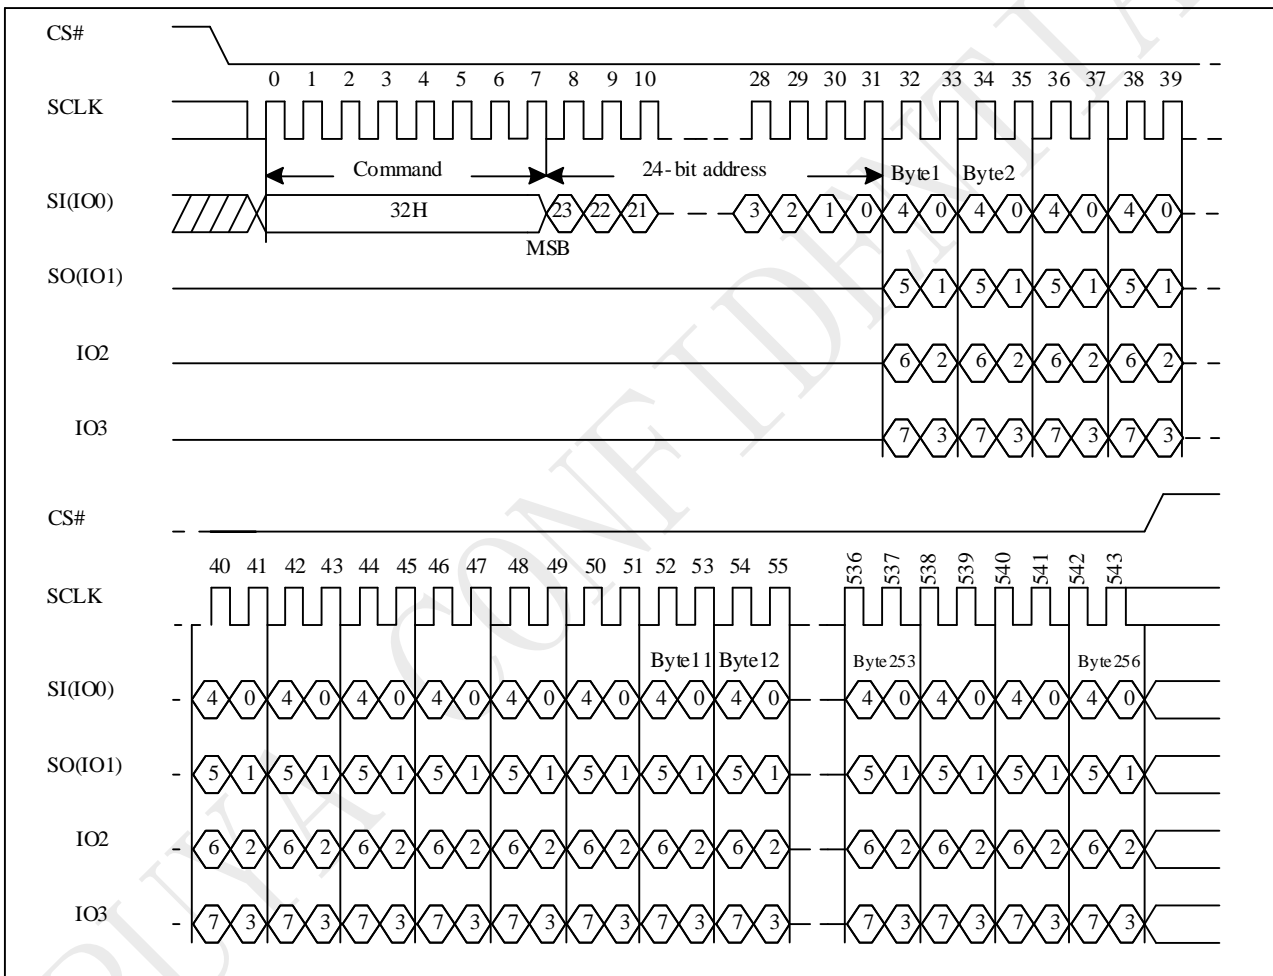 CS#
0 1 2 3 4 5 6 7 8 9 10 28 29 30 31 32 33 34 35 36 37 38 39
SCLK
Command 24-bit address Byte1 Byte2
SI(IO0) 32H 23 22 21 3 2 1 0 4 0 4 0 4 0 4 0
MSB
SO(IO1) 5 1 5 1 5 1 5 1
IO2 6 2 6 2 6 2 6 2
IO3 7 3 7 3 7 3 7 3
CS#
40 41 42 43 44 45 46 47 48 49 50 51 52 53 54 55 536 537 538 539 540 541 542 543
SCLK
Byte11 Byte12 Byte253 Byte256
SI(IO0) 4 0 4 0 4 0 4 0 4 0 4 0 4 0 4 0 4 0 4 0 4 0 4 0
SO(IO1) 5 1 5 1 5 1 5 1 5 1 5 1 5 1 5 1 5 1 5 1 5 1 5 1
IO2 6 2 6 2 6 2 6 2 6 2 6 2 6 2 6 2 6 2 6 2 6 2 6 2
IO3 7 3 7 3 7 3 7 3 7 3 7 3 7 3 7 3 7 3 7 3 7 3 7 3
PUYA CONFIDENTIA